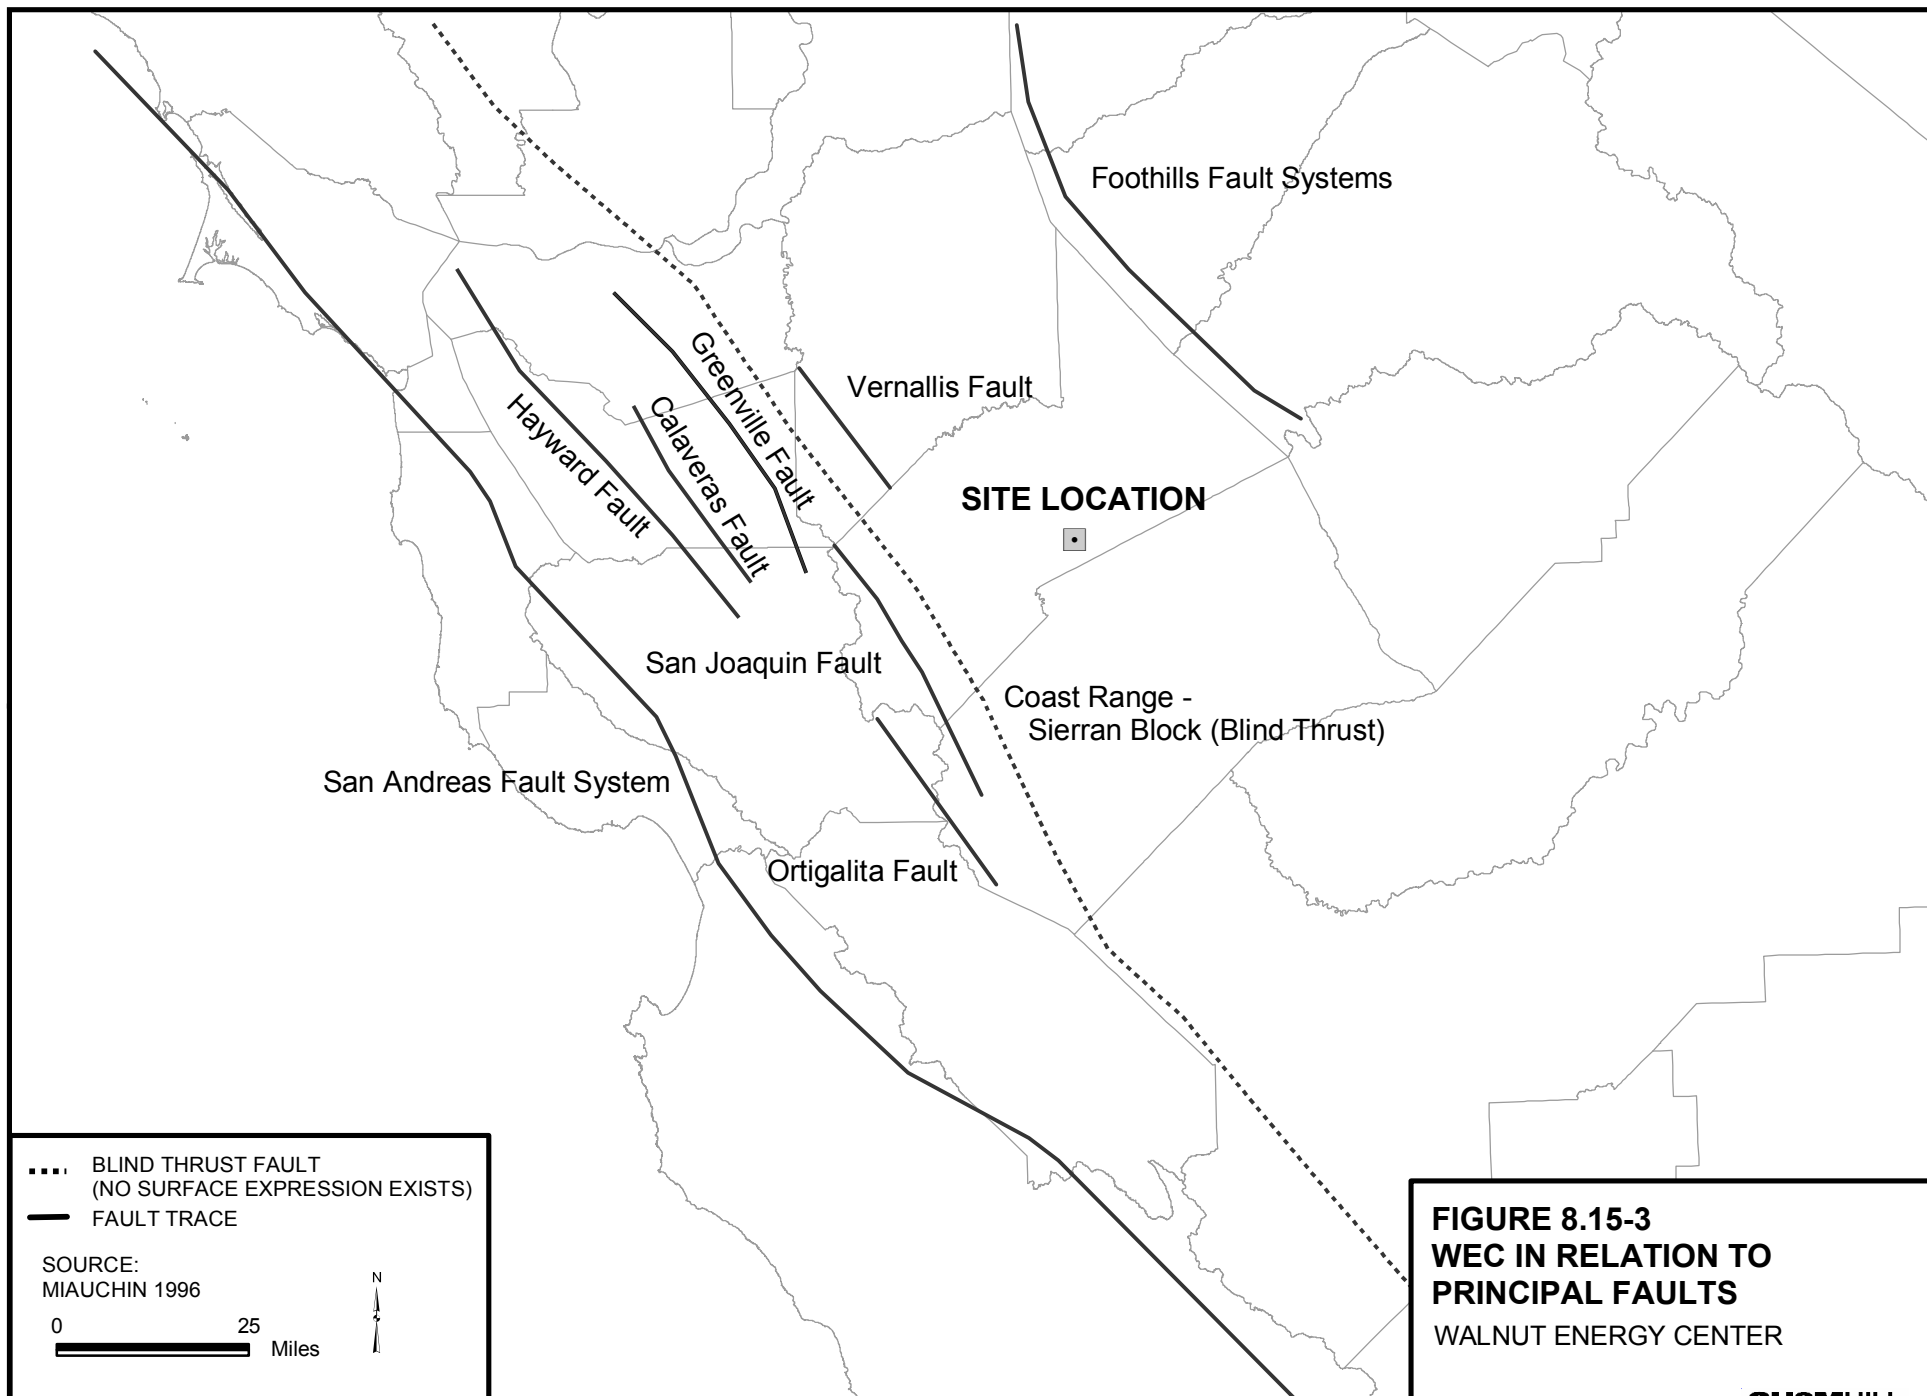 Foothills Fault Systems
Greenville Fault
Vernallis Fault
Hayward Fault
Calaveras Fault
SITE LOCATION
San Joaquin Fault
Coast Range -
Sierran Block (Blind Thrust)
San Andreas Fault System
Ortigalita Fault
BLIND THRUST FAULT
(NO SURFACE EXPRESSION EXISTS)
FAULT TRACE
SOURCE:
MIAUCHIN 1996
N
0 25
Miles
FIGURE 8.15-3
WEC IN RELATION TO
PRINCIPAL FAULTS
WALNUT ENERGY CENTER